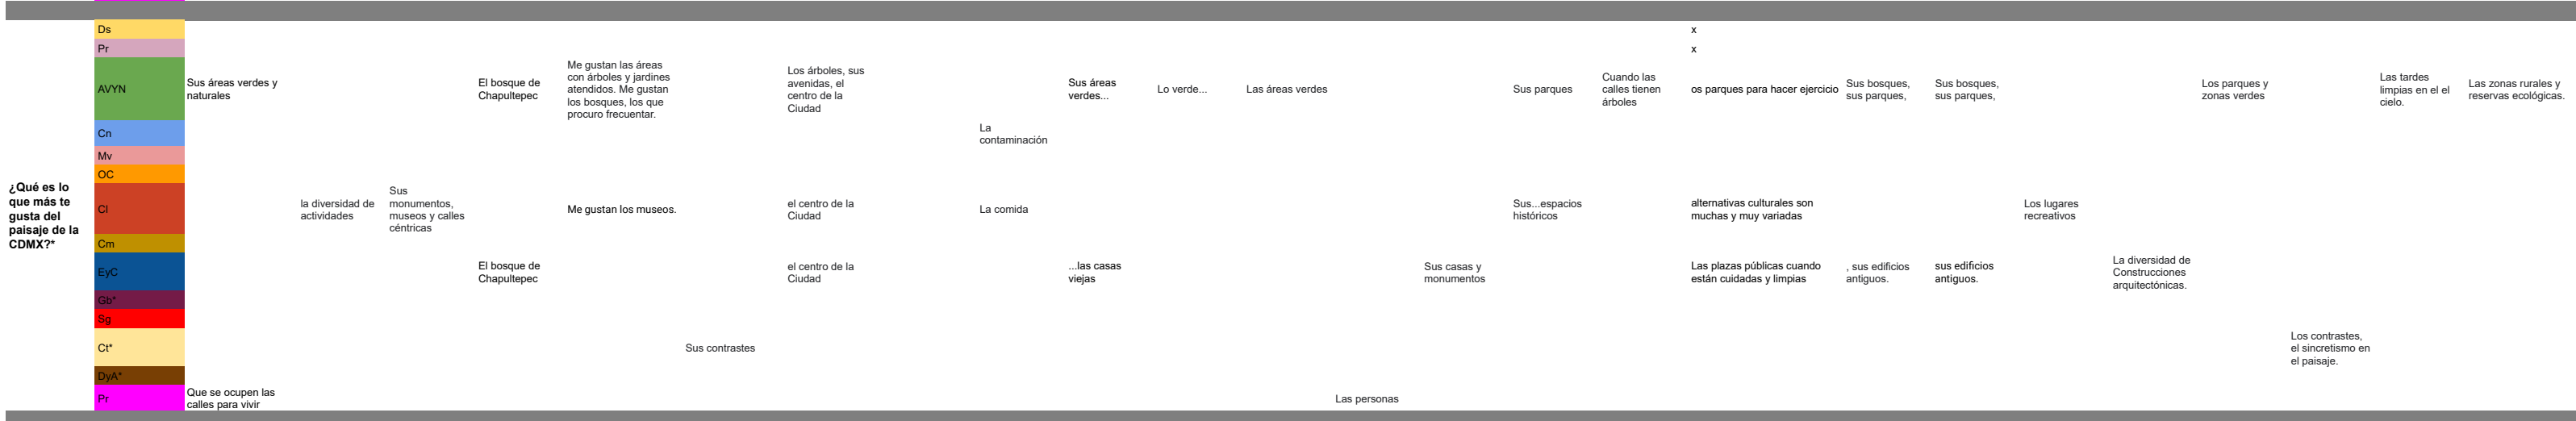 ¿Qué es lo
que más te
gusta del
paisaje de la
CDMX?*
Ds
x
Pr
x
AVYN
Sus áreas verdes y
naturales
El bosque de
Chapultepec
Me gustan las áreas
con árboles y jardines
atendidos. Me gustan
los bosques, los que
procuro frecuentar.
Los árboles, sus
avenidas, el
centro de la
Ciudad
Sus áreas
verdes...
Lo verde...
Las áreas verdes
Sus parques
Cuando las
calles tienen
árboles
os parques para hacer ejercicio
Sus bosques,
sus parques,
Sus bosques,
sus parques,
Los parques y
zonas verdes
Las tardes
limpias en el el
cielo.
Las zonas rurales y
reservas ecológicas.
Cn
La
contaminación
Mv
OC
Cl
la diversidad de
actividades
Sus
monumentos,
museos y calles
céntricas
Me gustan los museos.
el centro de la
Ciudad
La comida
Sus...espacios
históricos
alternativas culturales son
muchas y muy variadas
Los lugares
recreativos
Cm
EyC
El bosque de
Chapultepec
el centro de la
Ciudad
...las casas
viejas
Sus casas y
monumentos
Las plazas públicas cuando
están cuidadas y limpias
, sus edificios
antiguos.
sus edificios
antiguos.
La diversidad de
Construcciones
arquitectónicas.
Gb*
Sg
Ct*
Sus contrastes
Los contrastes,
el sincretismo en
el paisaje.
DyA*
Pr
Que se ocupen las
calles para vivir
Las personas